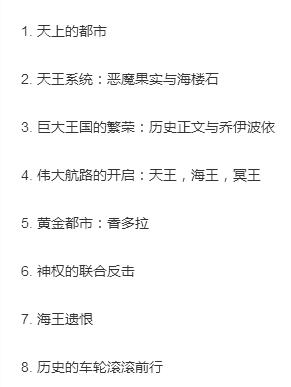 1. 天上的都市
2. 天王系统：恶魔果实与海楼石
3. 巨大王国的繁荣：历史正文与乔伊波依
4. 伟大航路的开启：天王，海王，冥王
5. 黄金都市：香多拉
6. 神权的联合反击
7. 海王遗恨
8. 历史的车轮滚滚前行